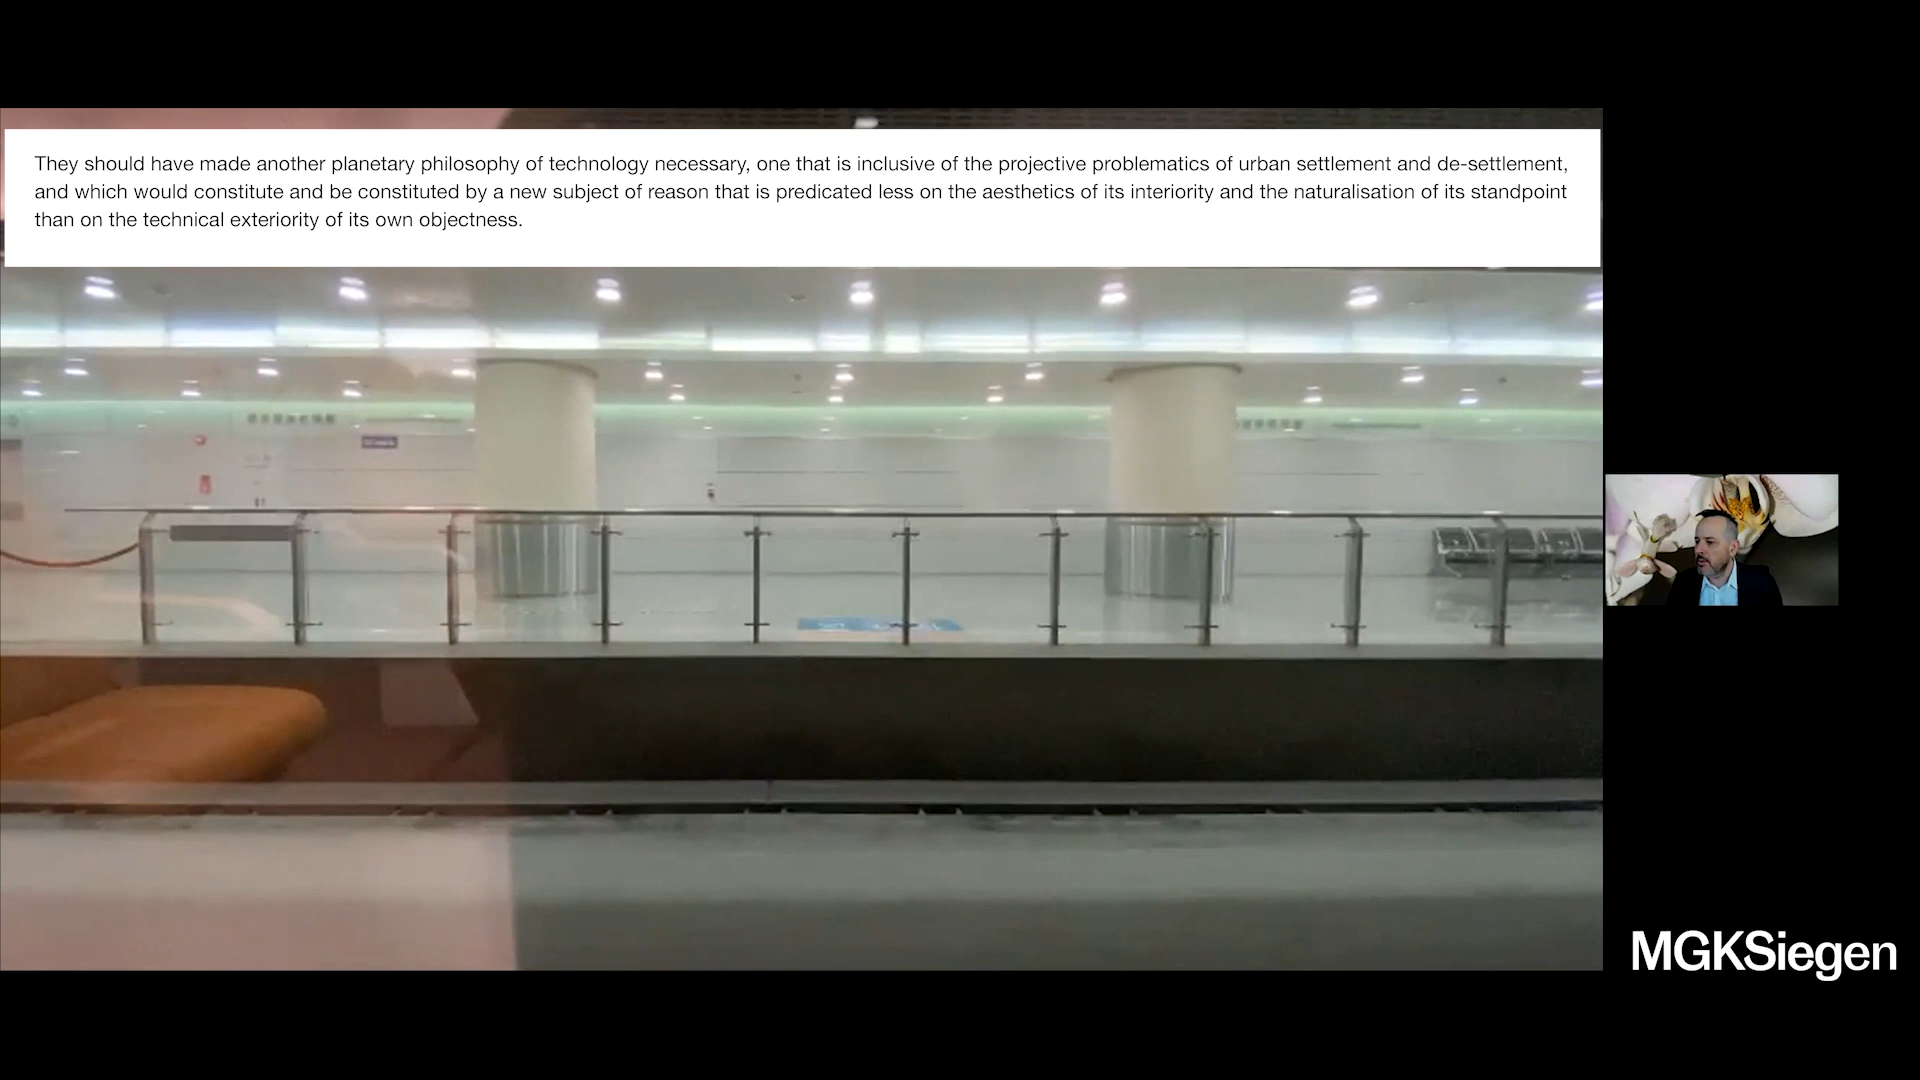 They should have made another planetary philosophy of technology necessary, one that is inclusive of the projective problematics of urban settlement and de-settlement,
and which would constitute and be constituted by a new subject of reason that is predicated less on the aesthetics of its interiority and the naturalisation of its standpoint
than on the technical exteriority of its own objectness.
MGKSiegen